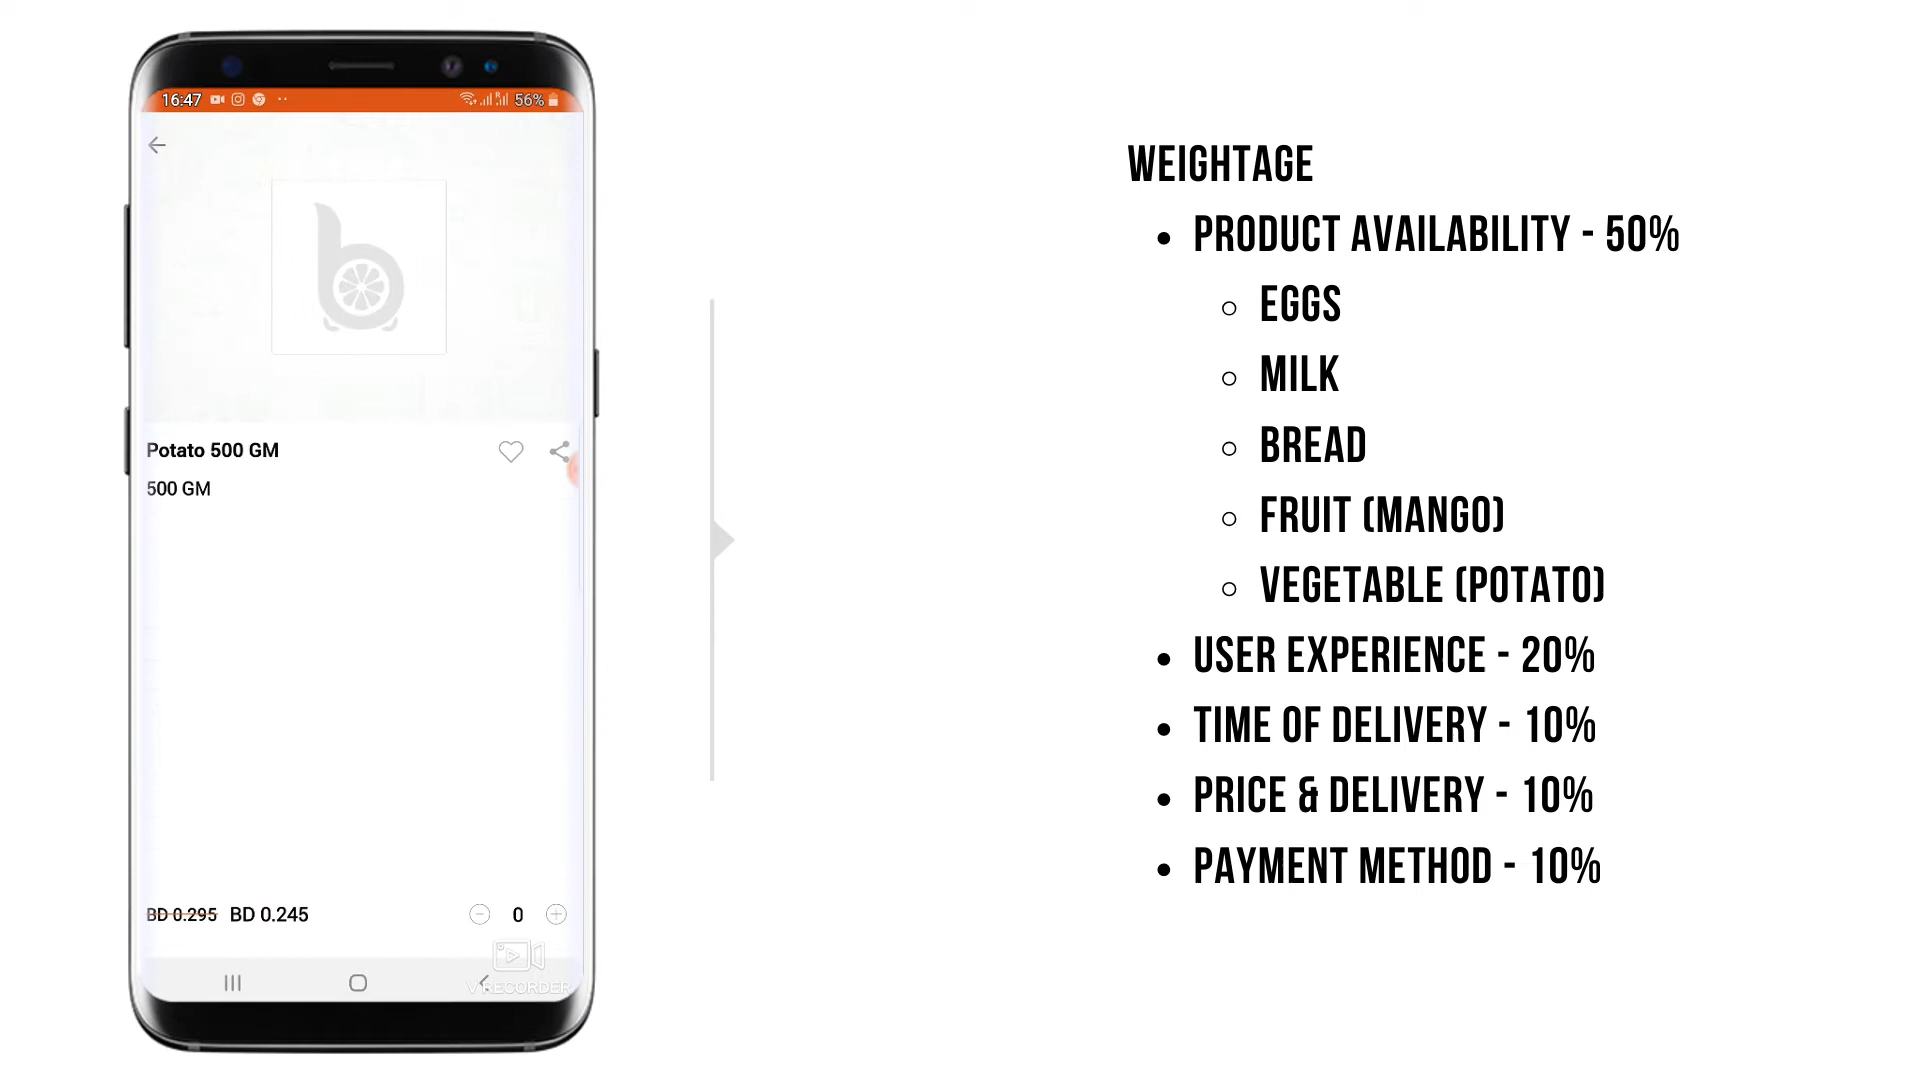 16:47
56%
Potato 500 GM
500 GM
BD 0.295 BD 0.245
0
V RECORDER
WEIGHTAGE
• PRODUCT AVAILABILITY - 50%
○ EGGS
○ MILK
○ BREAD
○ FRUIT (MANGO)
○ VEGETABLE (POTATO)
• USER EXPERIENCE - 20%
• TIME OF DELIVERY - 10%
• PRICE & DELIVERY - 10%
• PAYMENT METHOD - 10%